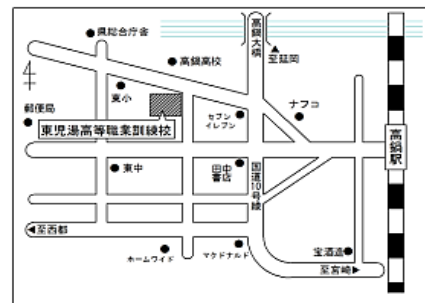 県総合庁舎
高鍋大橋
至延岡
高鍋高校
東小
ナフコ
郵便局
セブン
イレブン
東児湯高等職業訓練校
高鍋駅
東中
田中
書店
国道10号線
至西都
ホームワイド
マクドナルド
宝酒造
至宮崎